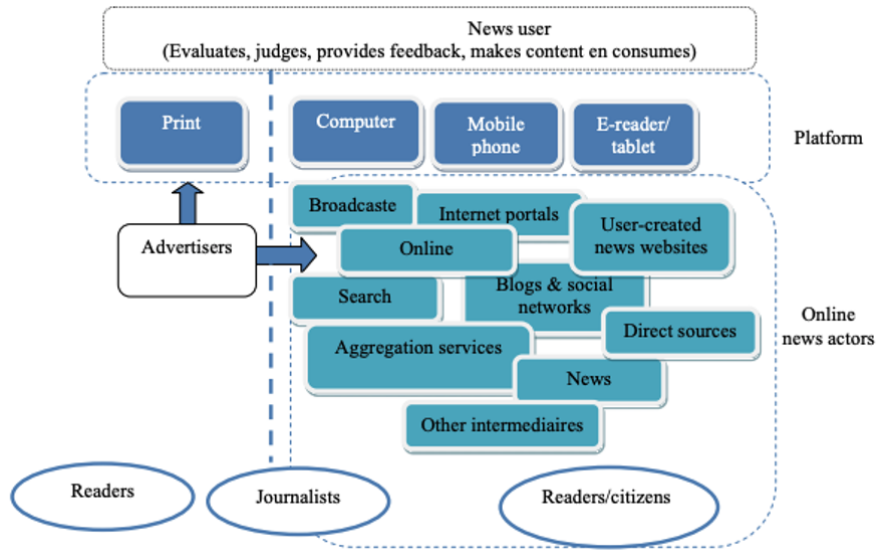 News user
(Evaluates, judges, provides feedback, makes content en consumes)
Print
Computer
Mobile
phone
E-reader/
tablet
Platform
Broadcaste
Internet portals
User-created
news websites
Advertisers
Online
Search
Blogs & social
networks
Direct sources
Online
news actors
Aggregation services
News
Other intermediaires
Readers
Journalists
Readers/citizens